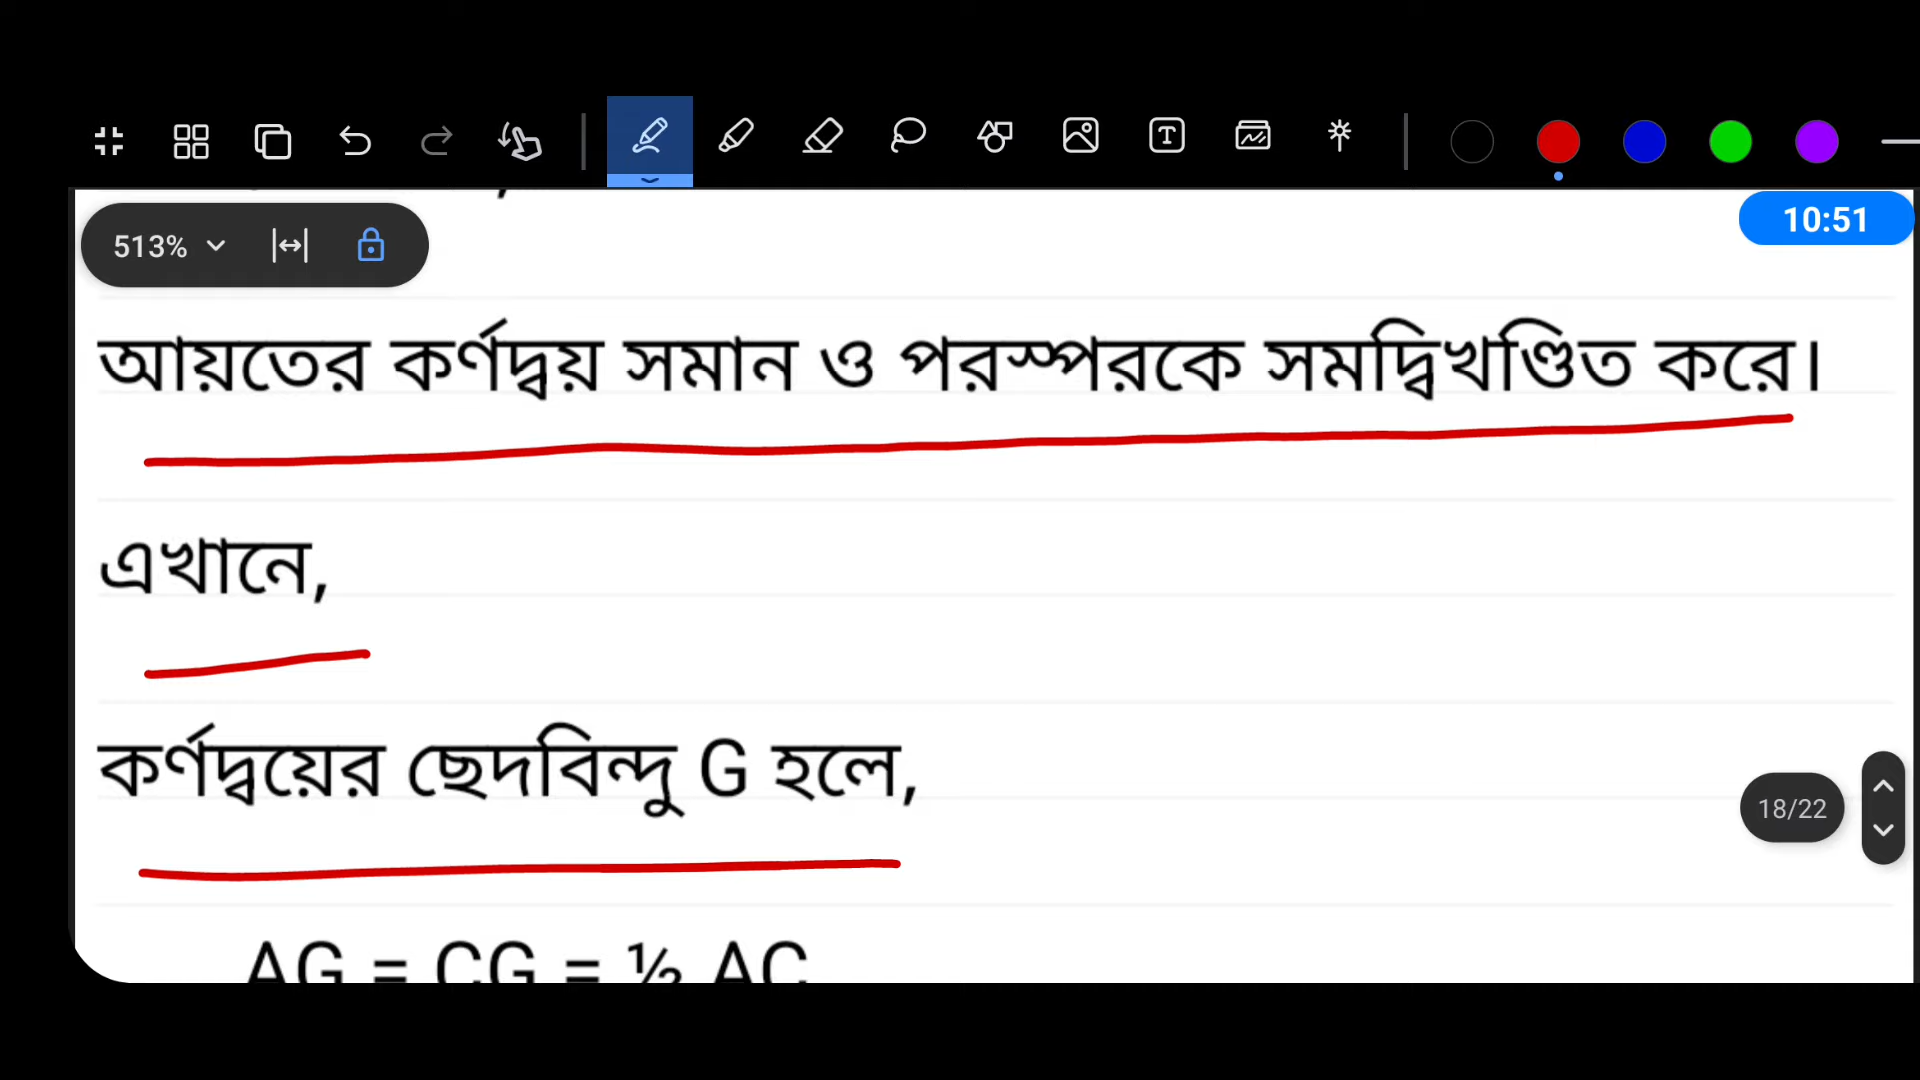 513%
10:51
আয়তের কর্ণদ্বয় সমান ও পরস্পরকে সমদ্বিখণ্ডিত করে।
এখানে,
কর্ণদ্বয়ের ছেদবিন্দু G হলে,
18/22
AG = CG = ½ AC